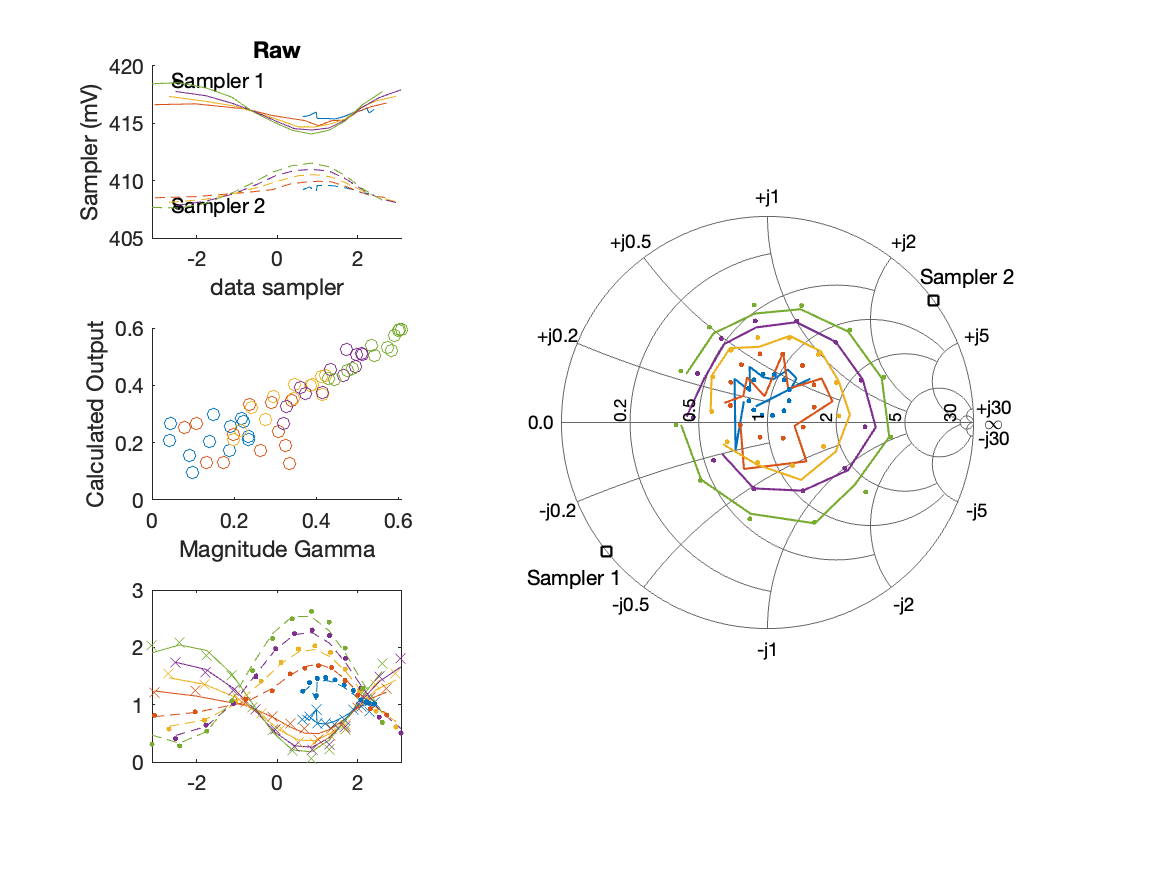 Raw
420
415
410
405
Sampler (mV)
Sampler 1
Sampler 2
-2 0 2
data sampler
0.6
0.4
0.2
0
Calculated Output
0 0.2 0.4 0.6
Magnitude Gamma
3
2
1
0
-2 0 2
+j1
+j0.5 +j2
Sampler 2
+j0.2 +j5
0.0 0.2 0.5 1 2 5 30 +j30
∞
-j30
-j0.2 -j5
Sampler 1
-j0.5 -j2
-j1